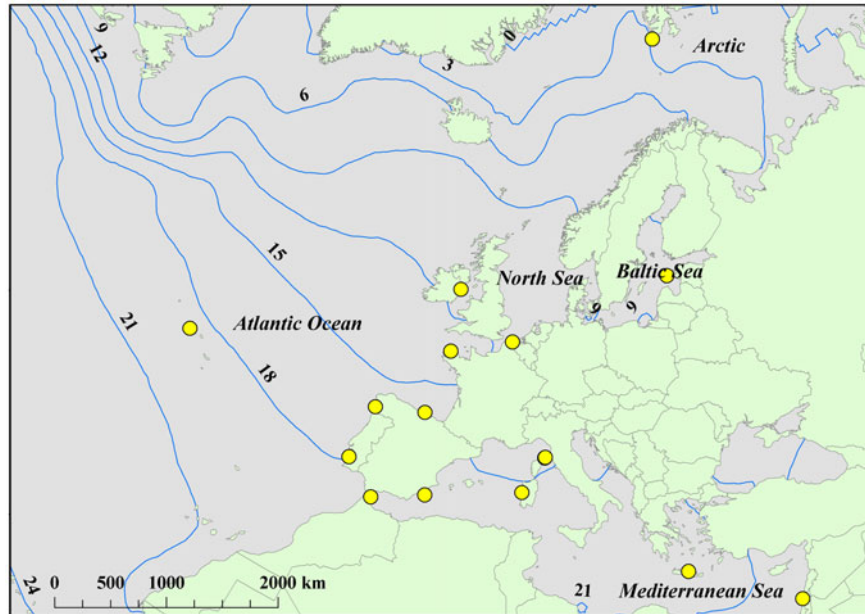 9
12
0
Arctic
3
6
15
North Sea
Baltic Sea
21
Atlantic Ocean
9
9
18
24
0 500 1000 2000 km
21
Mediterranean Sea